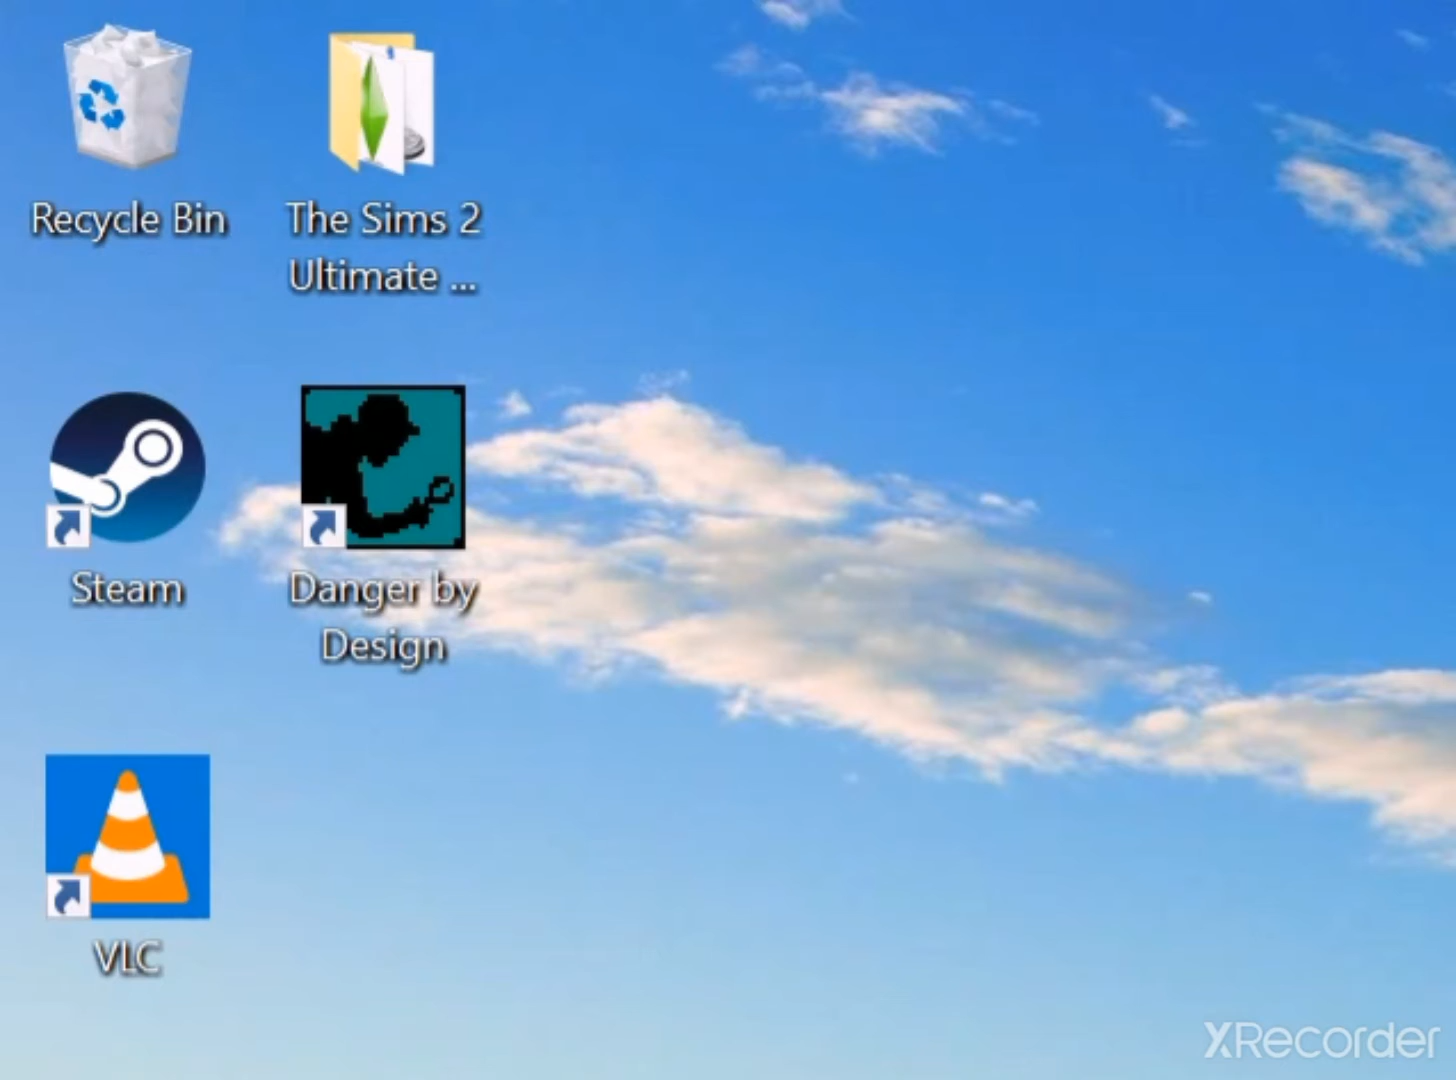 Recycle Bin
The Sims 2
Ultimate ...
Steam
Danger by
Design
VLC
XRecorder